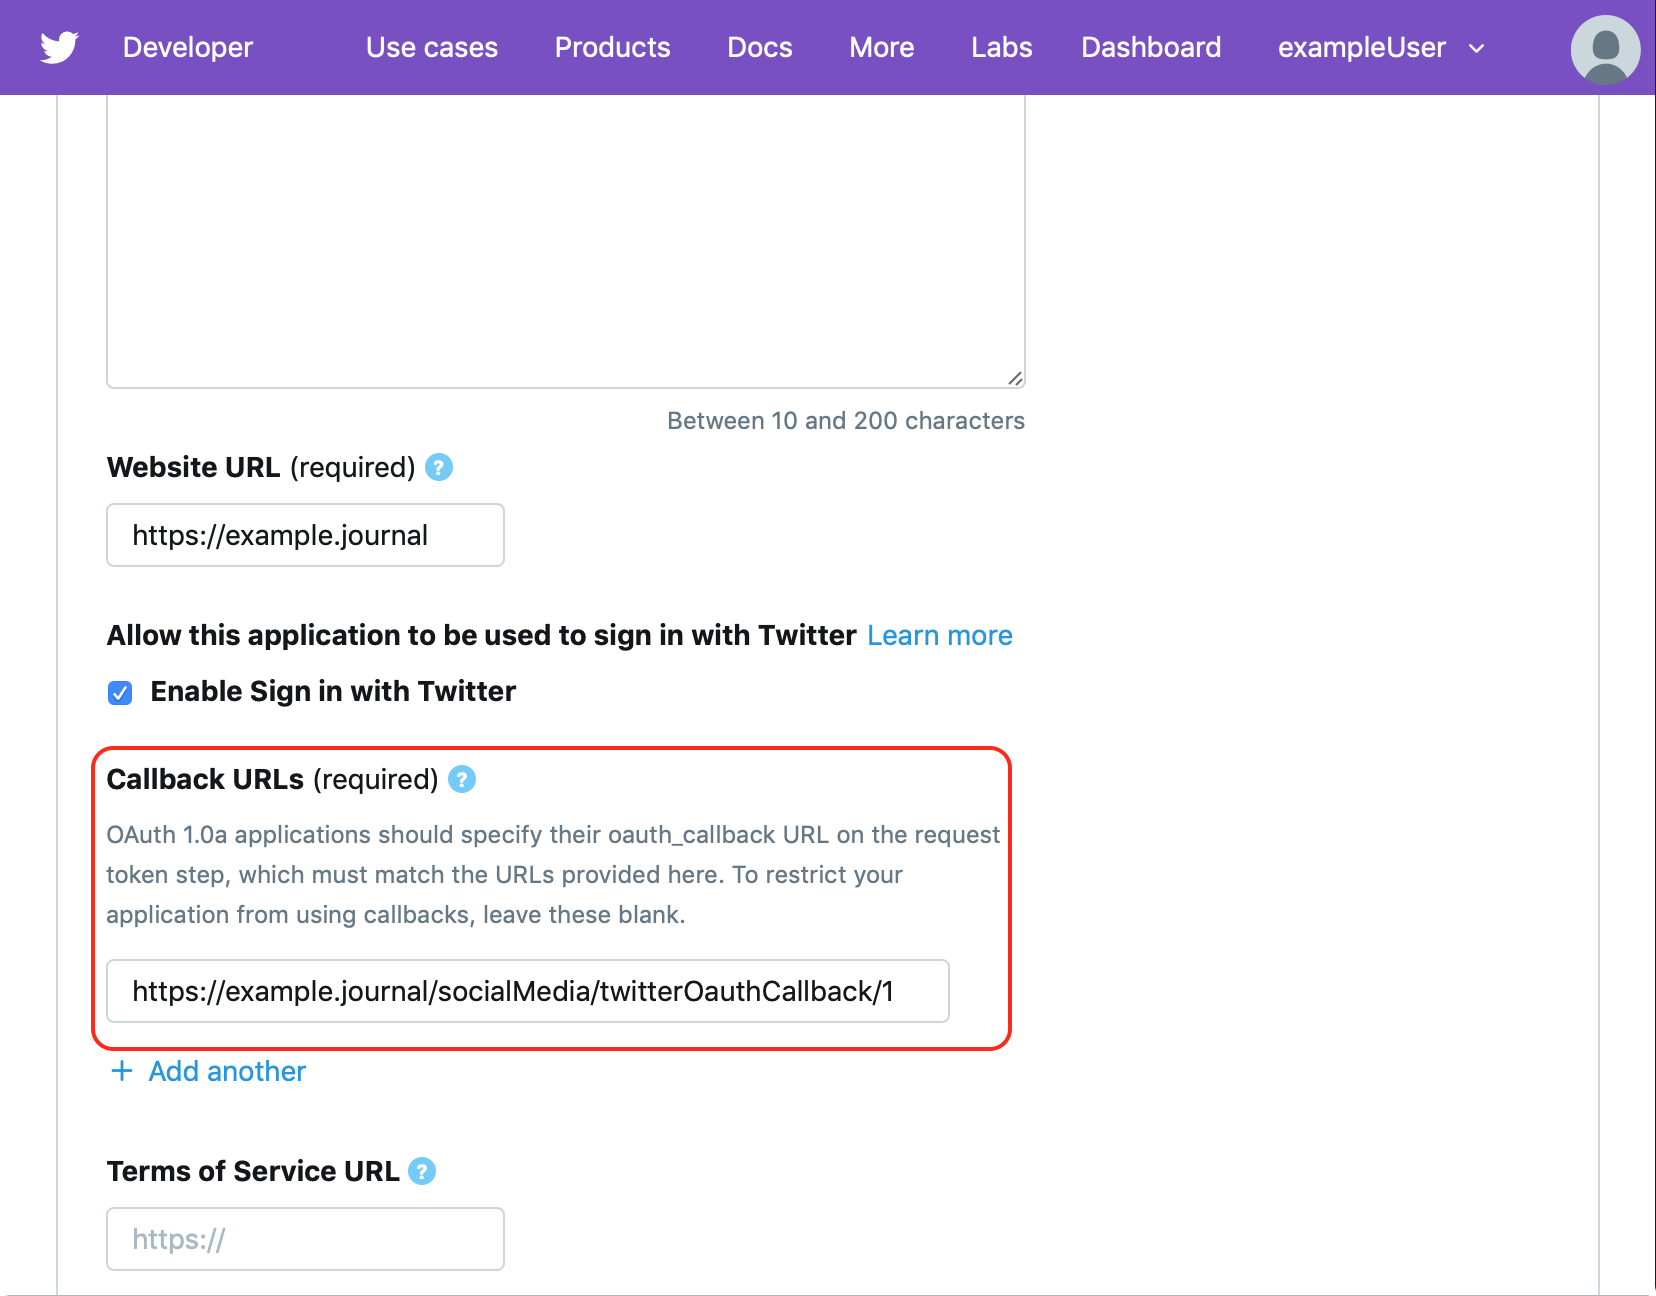 Developer Use cases Products Docs More Labs Dashboard exampleUser
Between 10 and 200 characters
Website URL (required) ?
https://example.journal
Allow this application to be used to sign in with Twitter Learn more
Enable Sign in with Twitter
Callback URLs (required) ?
OAuth 1.0a applications should specify their oauth_callback URL on the request
token step, which must match the URLs provided here. To restrict your
application from using callbacks, leave these blank.
https://example.journal/socialMedia/twitterOauthCallback/1
+ Add another
Terms of Service URL ?
https://